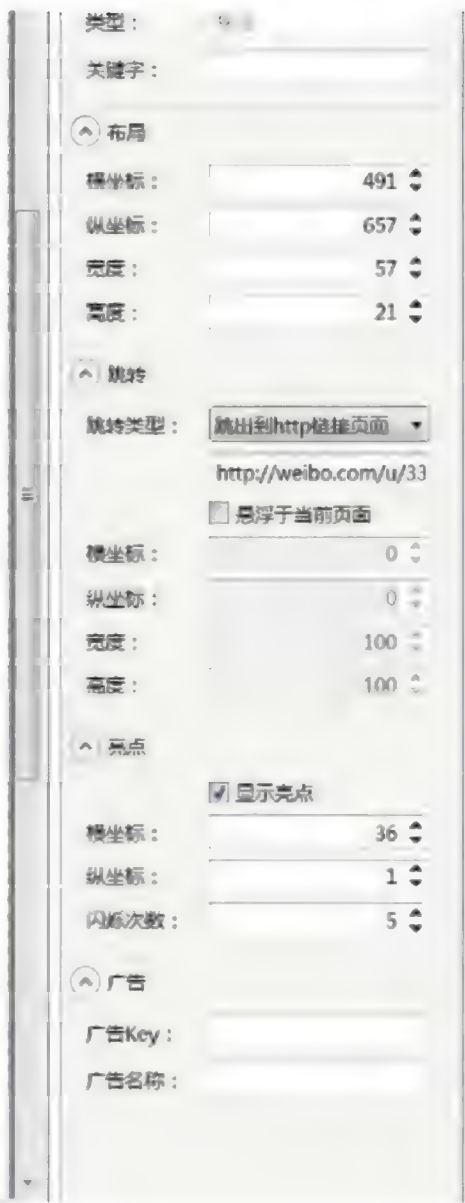 类型：
关键字：
布局
横坐标： 491
纵坐标： 657
宽度： 57
高度： 21
跳转
跳转类型： 跳出到http链接页面
http://weibo.com/u/33
悬浮于当前页面
横坐标： 0
纵坐标： 0
宽度： 100
高度： 100
亮点
显示亮点
横坐标： 36
纵坐标： 1
闪烁次数： 5
广告
广告Key：
广告名称：